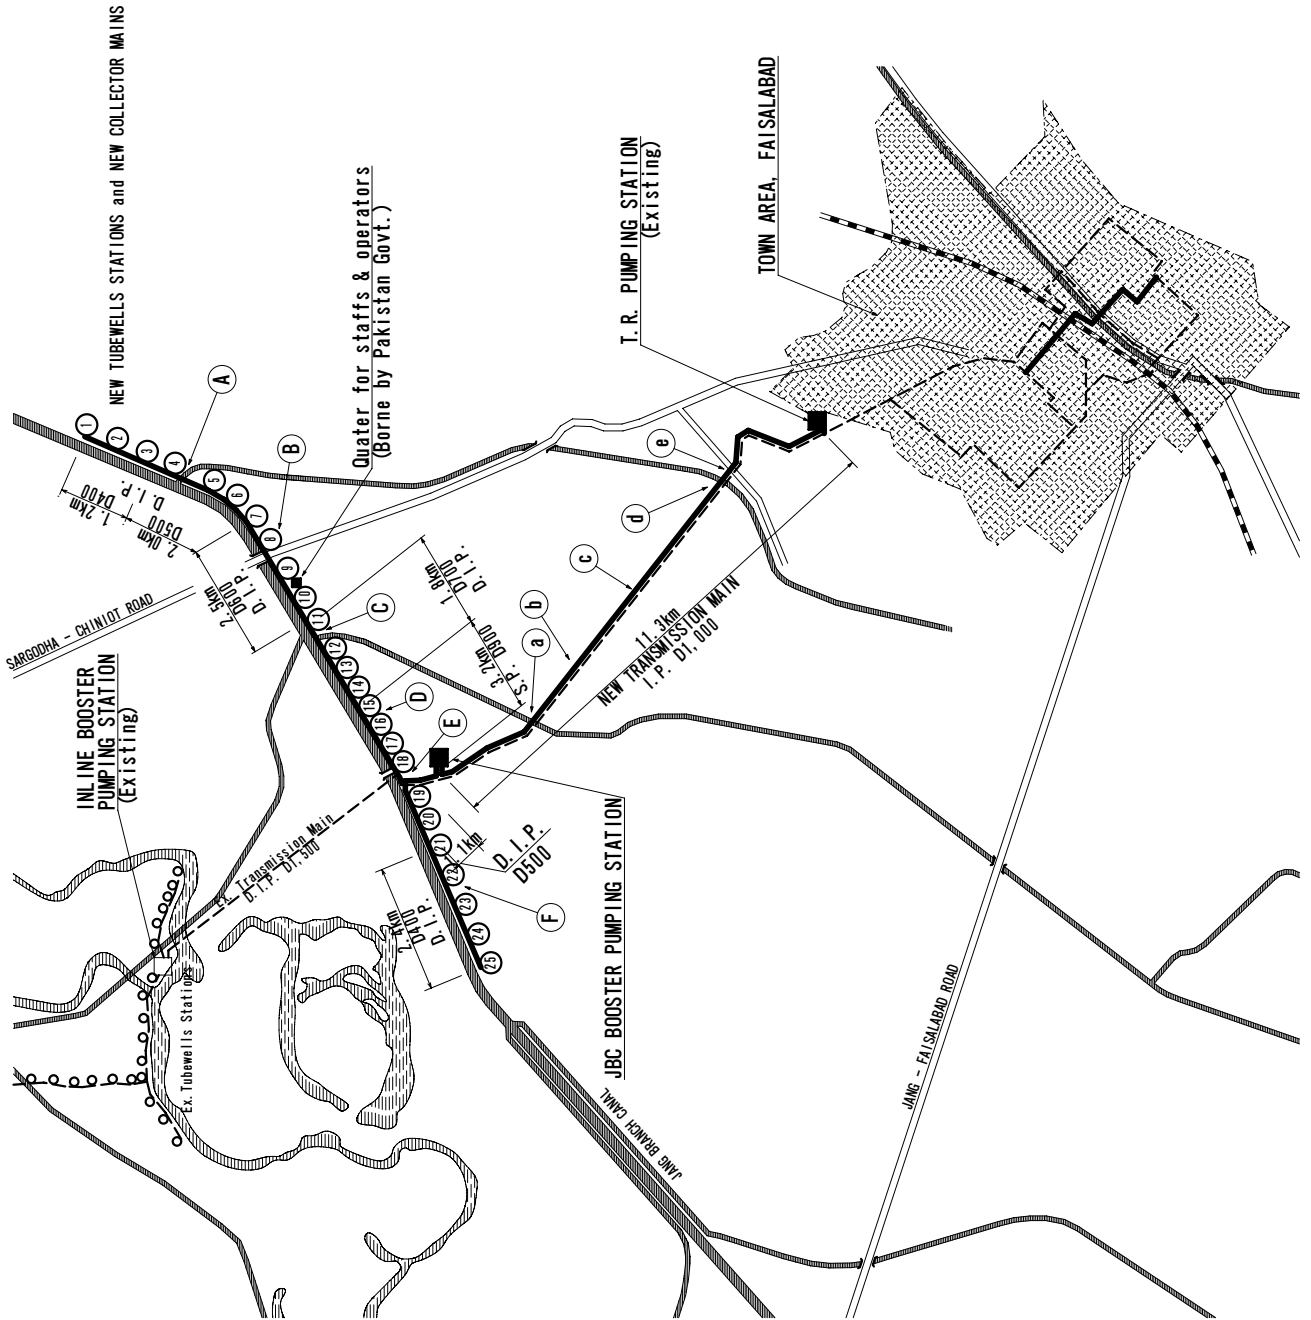 NEW TUBEWELLS STATIONS and NEW COLLECTOR MAINS
Quater for staffs & operators
(Borne by Pakistan Govt.)
T.R. PUMPING STATION
(Existing)
TOWN AREA, FAISALABAD
SARGODHA - CHINIOT ROAD
INLINE BOOSTER
PUMPING STATION
(Existing)
Ex. Transmission Main
D.I.P. D1,500
Ex.Tubewells Stations
JBC BOOSTER PUMPING STATION
JANG BRANCH CANAL
JANG - FAISALABAD ROAD
11.3km
NEW TRANSMISSION MAIN
I.P. D1,000
1.2km
D400
D.I.P.
2.0km
D500
2.5km
D600
D.I.P.
1.8km
D700
D.I.P.
3.2km
D900
S.P.
1.1km
D.I.P.
D500
2.4km
D400
D.I.P.
1
2
3
4
5
6
7
8
9
10
11
12
13
14
15
16
17
18
19
20
21
22
23
24
25
A
B
C
D
E
F
a
b
c
d
e